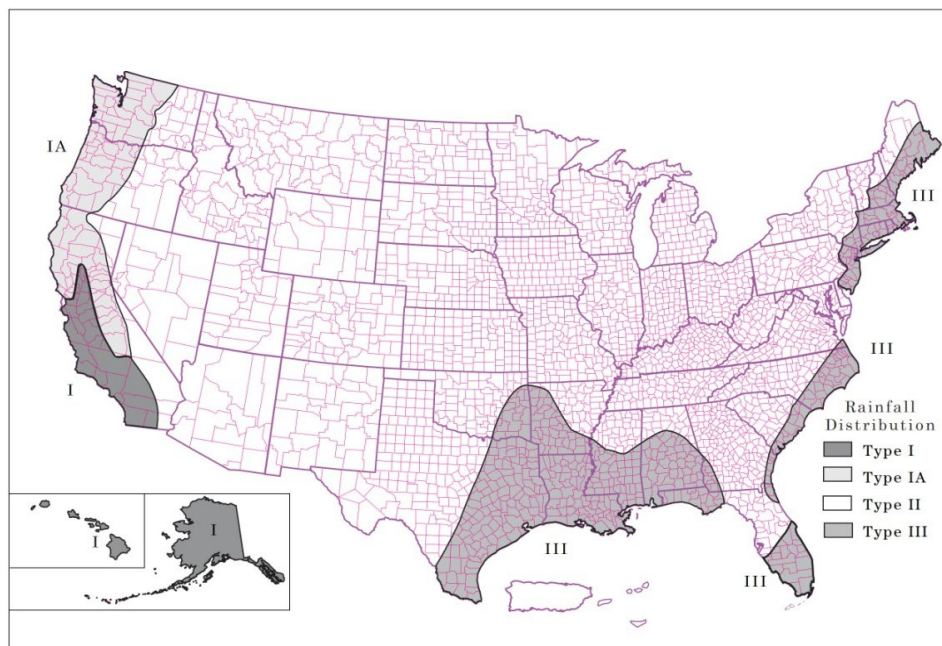 IA
III
III
I
Rainfall
Distribution
Type I
Type IA
Type II
Type III
I
I
III
III